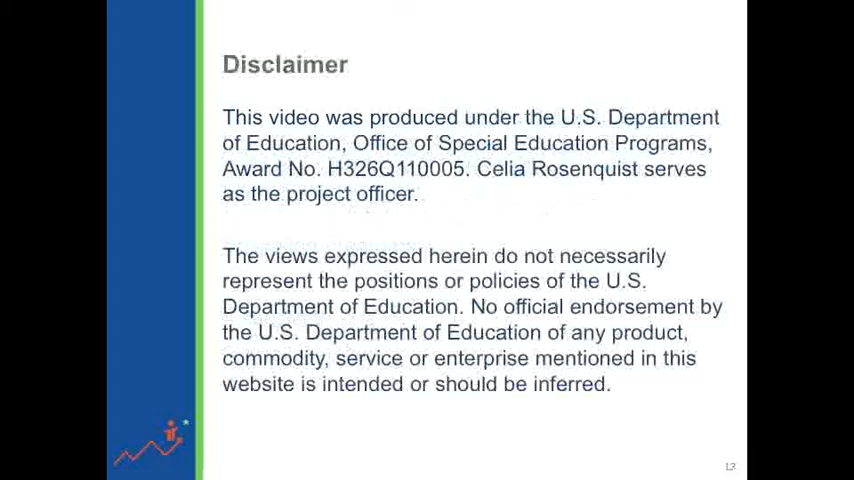 Disclaimer
This video was produced under the U.S. Department
of Education, Office of Special Education Programs,
Award No. H326Q110005. Celia Rosenquist serves
as the project officer.
The views expressed herein do not necessarily
represent the positions or policies of the U.S.
Department of Education. No official endorsement by
the U.S. Department of Education of any product,
commodity, service or enterprise mentioned in this
website is intended or should be inferred.